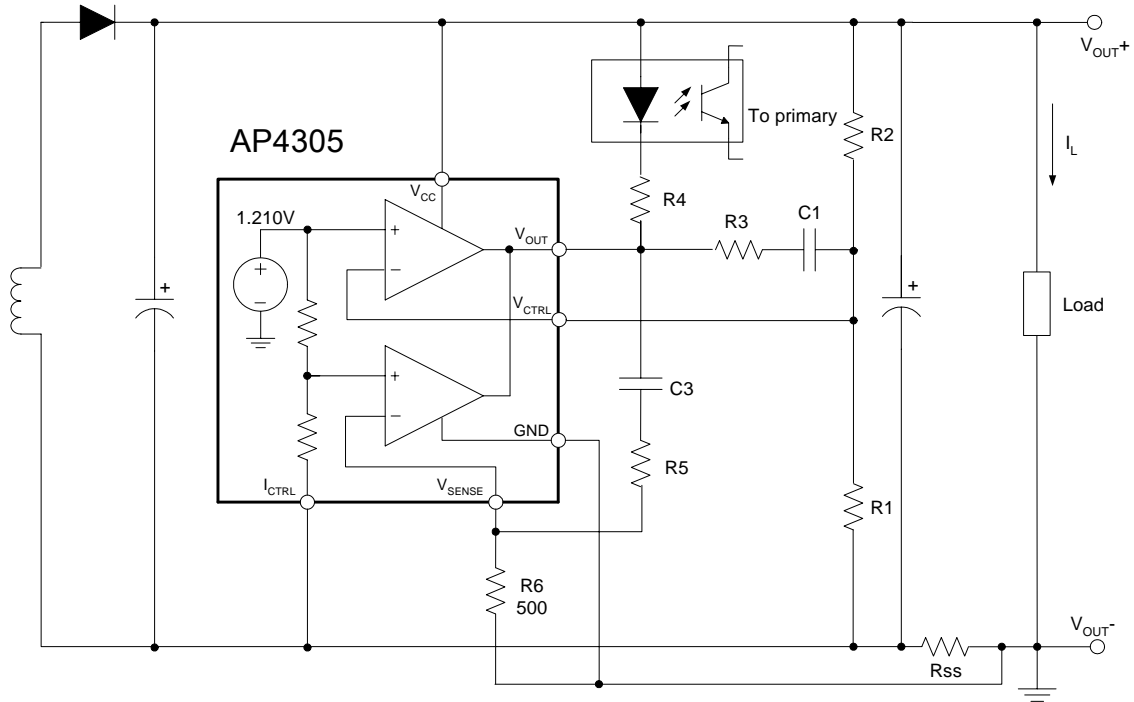 V_OUT+
To primary
I_L
R2
AP4305
R4
V_CC
C1
R3
1.210V
+
V_OUT
+
−
−
V_CTRL
+
+
Load
+
−
C3
GND
R5
I_CTRL
V_SENSE
R1
R6
500
V_OUT-
Rss